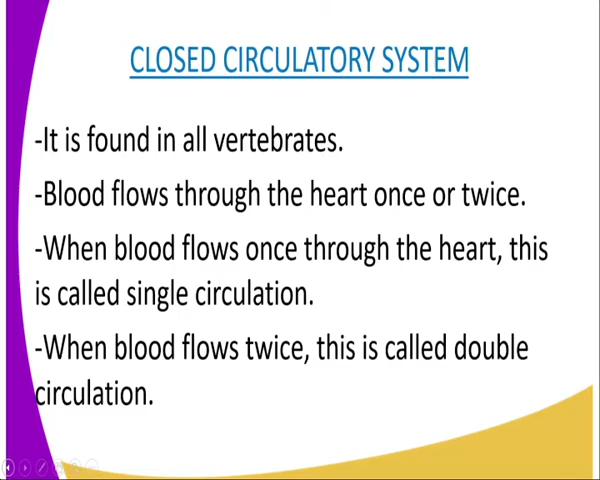 CLOSED CIRCULATORY SYSTEM
-It is found in all vertebrates.
-Blood flows through the heart once or twice.
-When blood flows once through the heart, this
is called single circulation.
-When blood flows twice, this is called double
circulation.